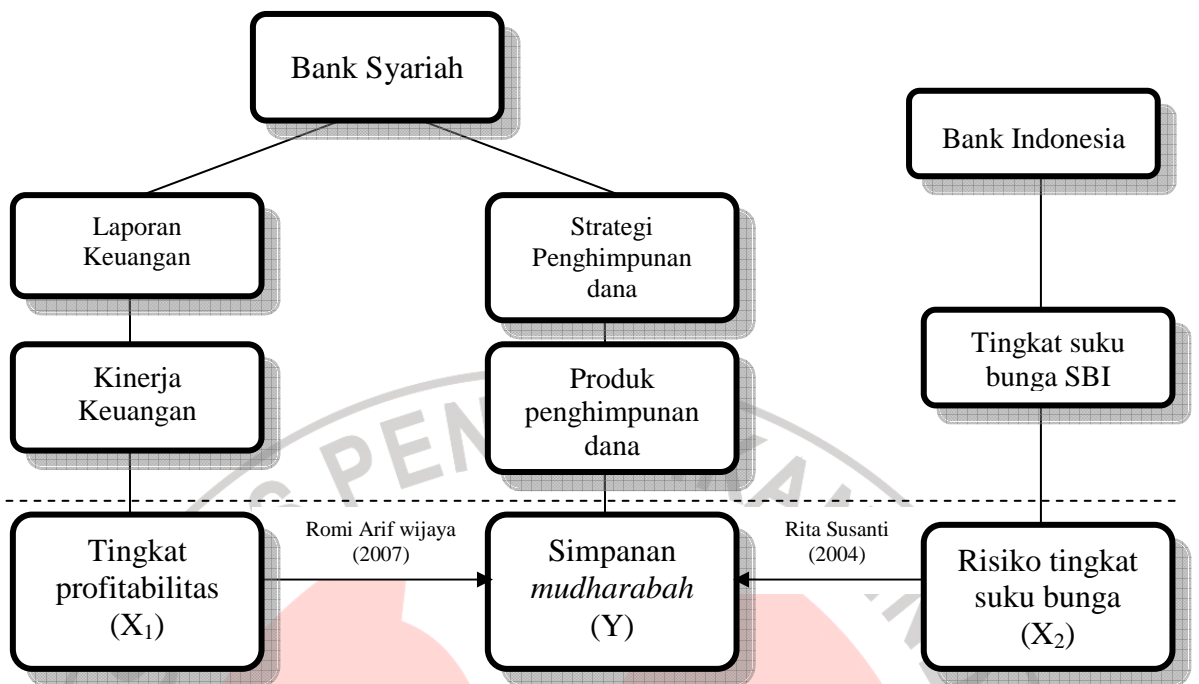 Bank Syariah
Bank Indonesia
Laporan
Keuangan
Strategi
Penghimpunan
dana
Tingkat suku
bunga SBI
Kinerja
Keuangan
Produk
penghimpunan
dana
Tingkat
profitabilitas
(X₁)
Romi Arif wijaya
(2007)
Simpanan
mudharabah
(Y)
Rita Susanti
(2004)
Risiko tingkat
suku bunga
(X₂)